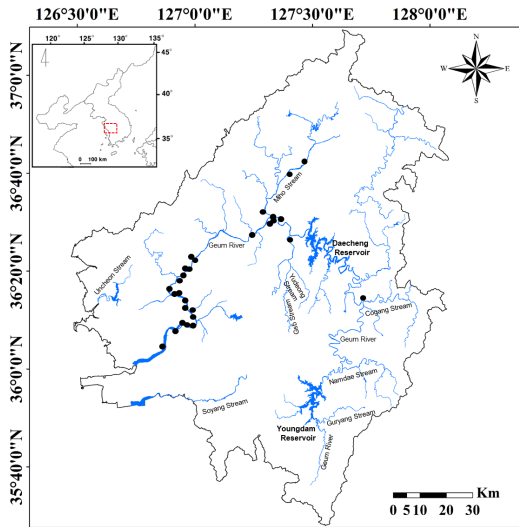 126°30'0"E
127°0'0"E
127°30'0"E
128°0'0"E
120°
125°
130°
135°
4
45°
40°
35°
0 100 km
N
W
E
S
37°0'0"N
36°40'0"N
36°20'0"N
36°0'0"N
35°40'0"N
Miho Stream
Geum River
Daecheng
Reservoir
Uncheon Stream
Yudeong
Stream
Gap Stream
Cogang Stream
Geum River
Namdae Stream
Soyang Stream
Guryang Stream
Youngdam
Reservoir
Geum River
0 5 10 20 30
Km